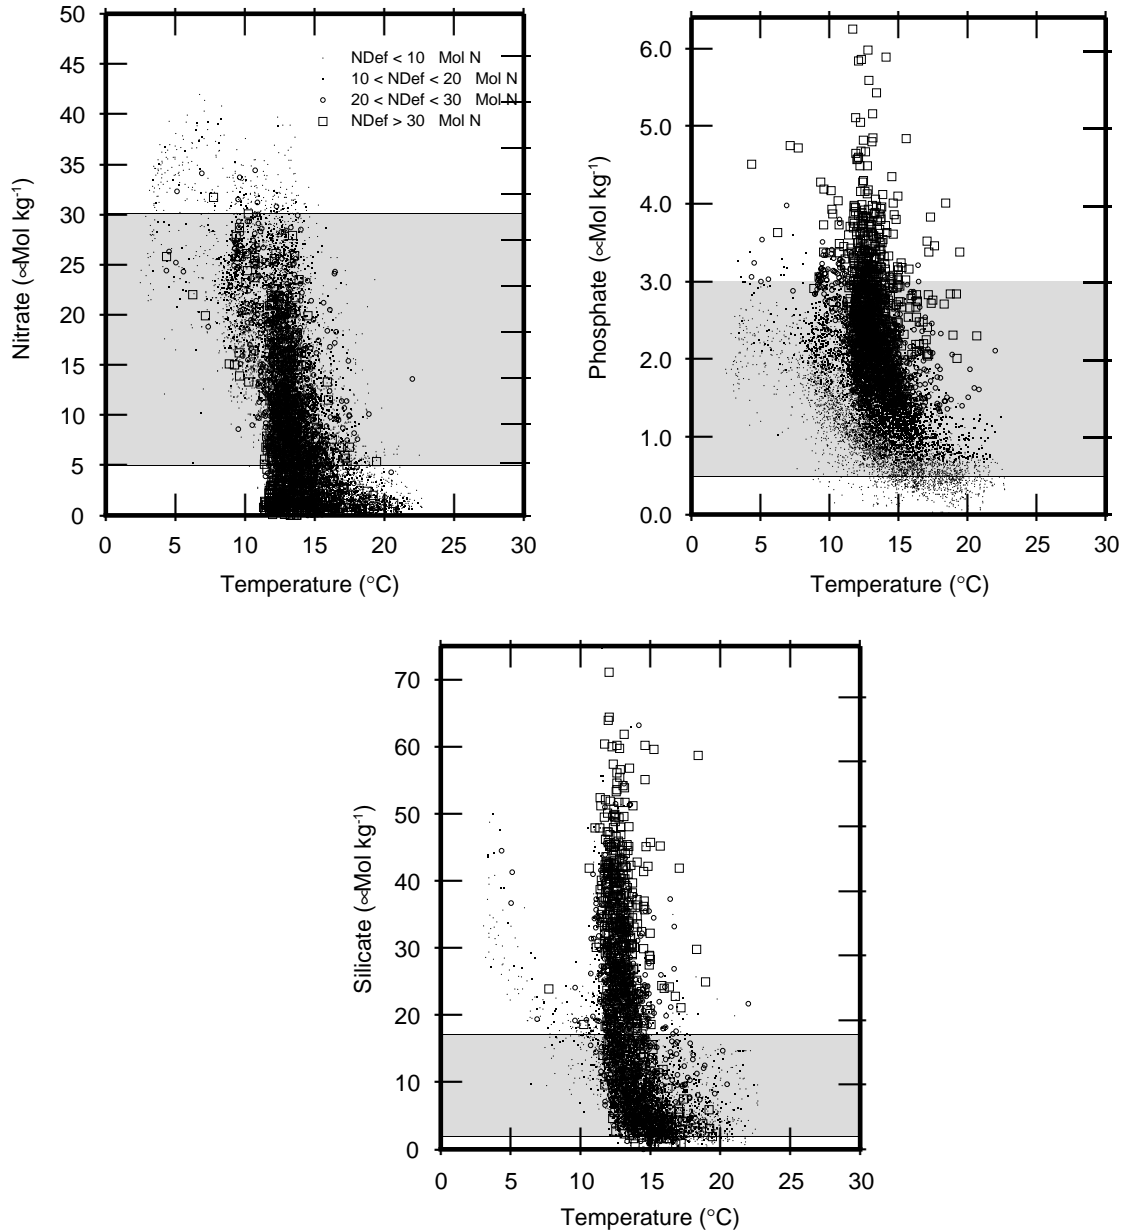 50
45
40
35
30
25
20
15
10
5
0
Nitrate (∝Mol kg-1)
NDef < 10 Mol N
10 < NDef < 20 Mol N
20 < NDef < 30 Mol N
NDef > 30 Mol N
0 5 10 15 20 25 30
Temperature (°C)
6.0
5.0
4.0
3.0
2.0
1.0
0.0
Phosphate (∝Mol kg-1)
0 5 10 15 20 25 30
Temperature (°C)
70
60
50
40
30
20
10
0
Silicate (∝Mol kg-1)
0 5 10 15 20 25 30
Temperature (°C)